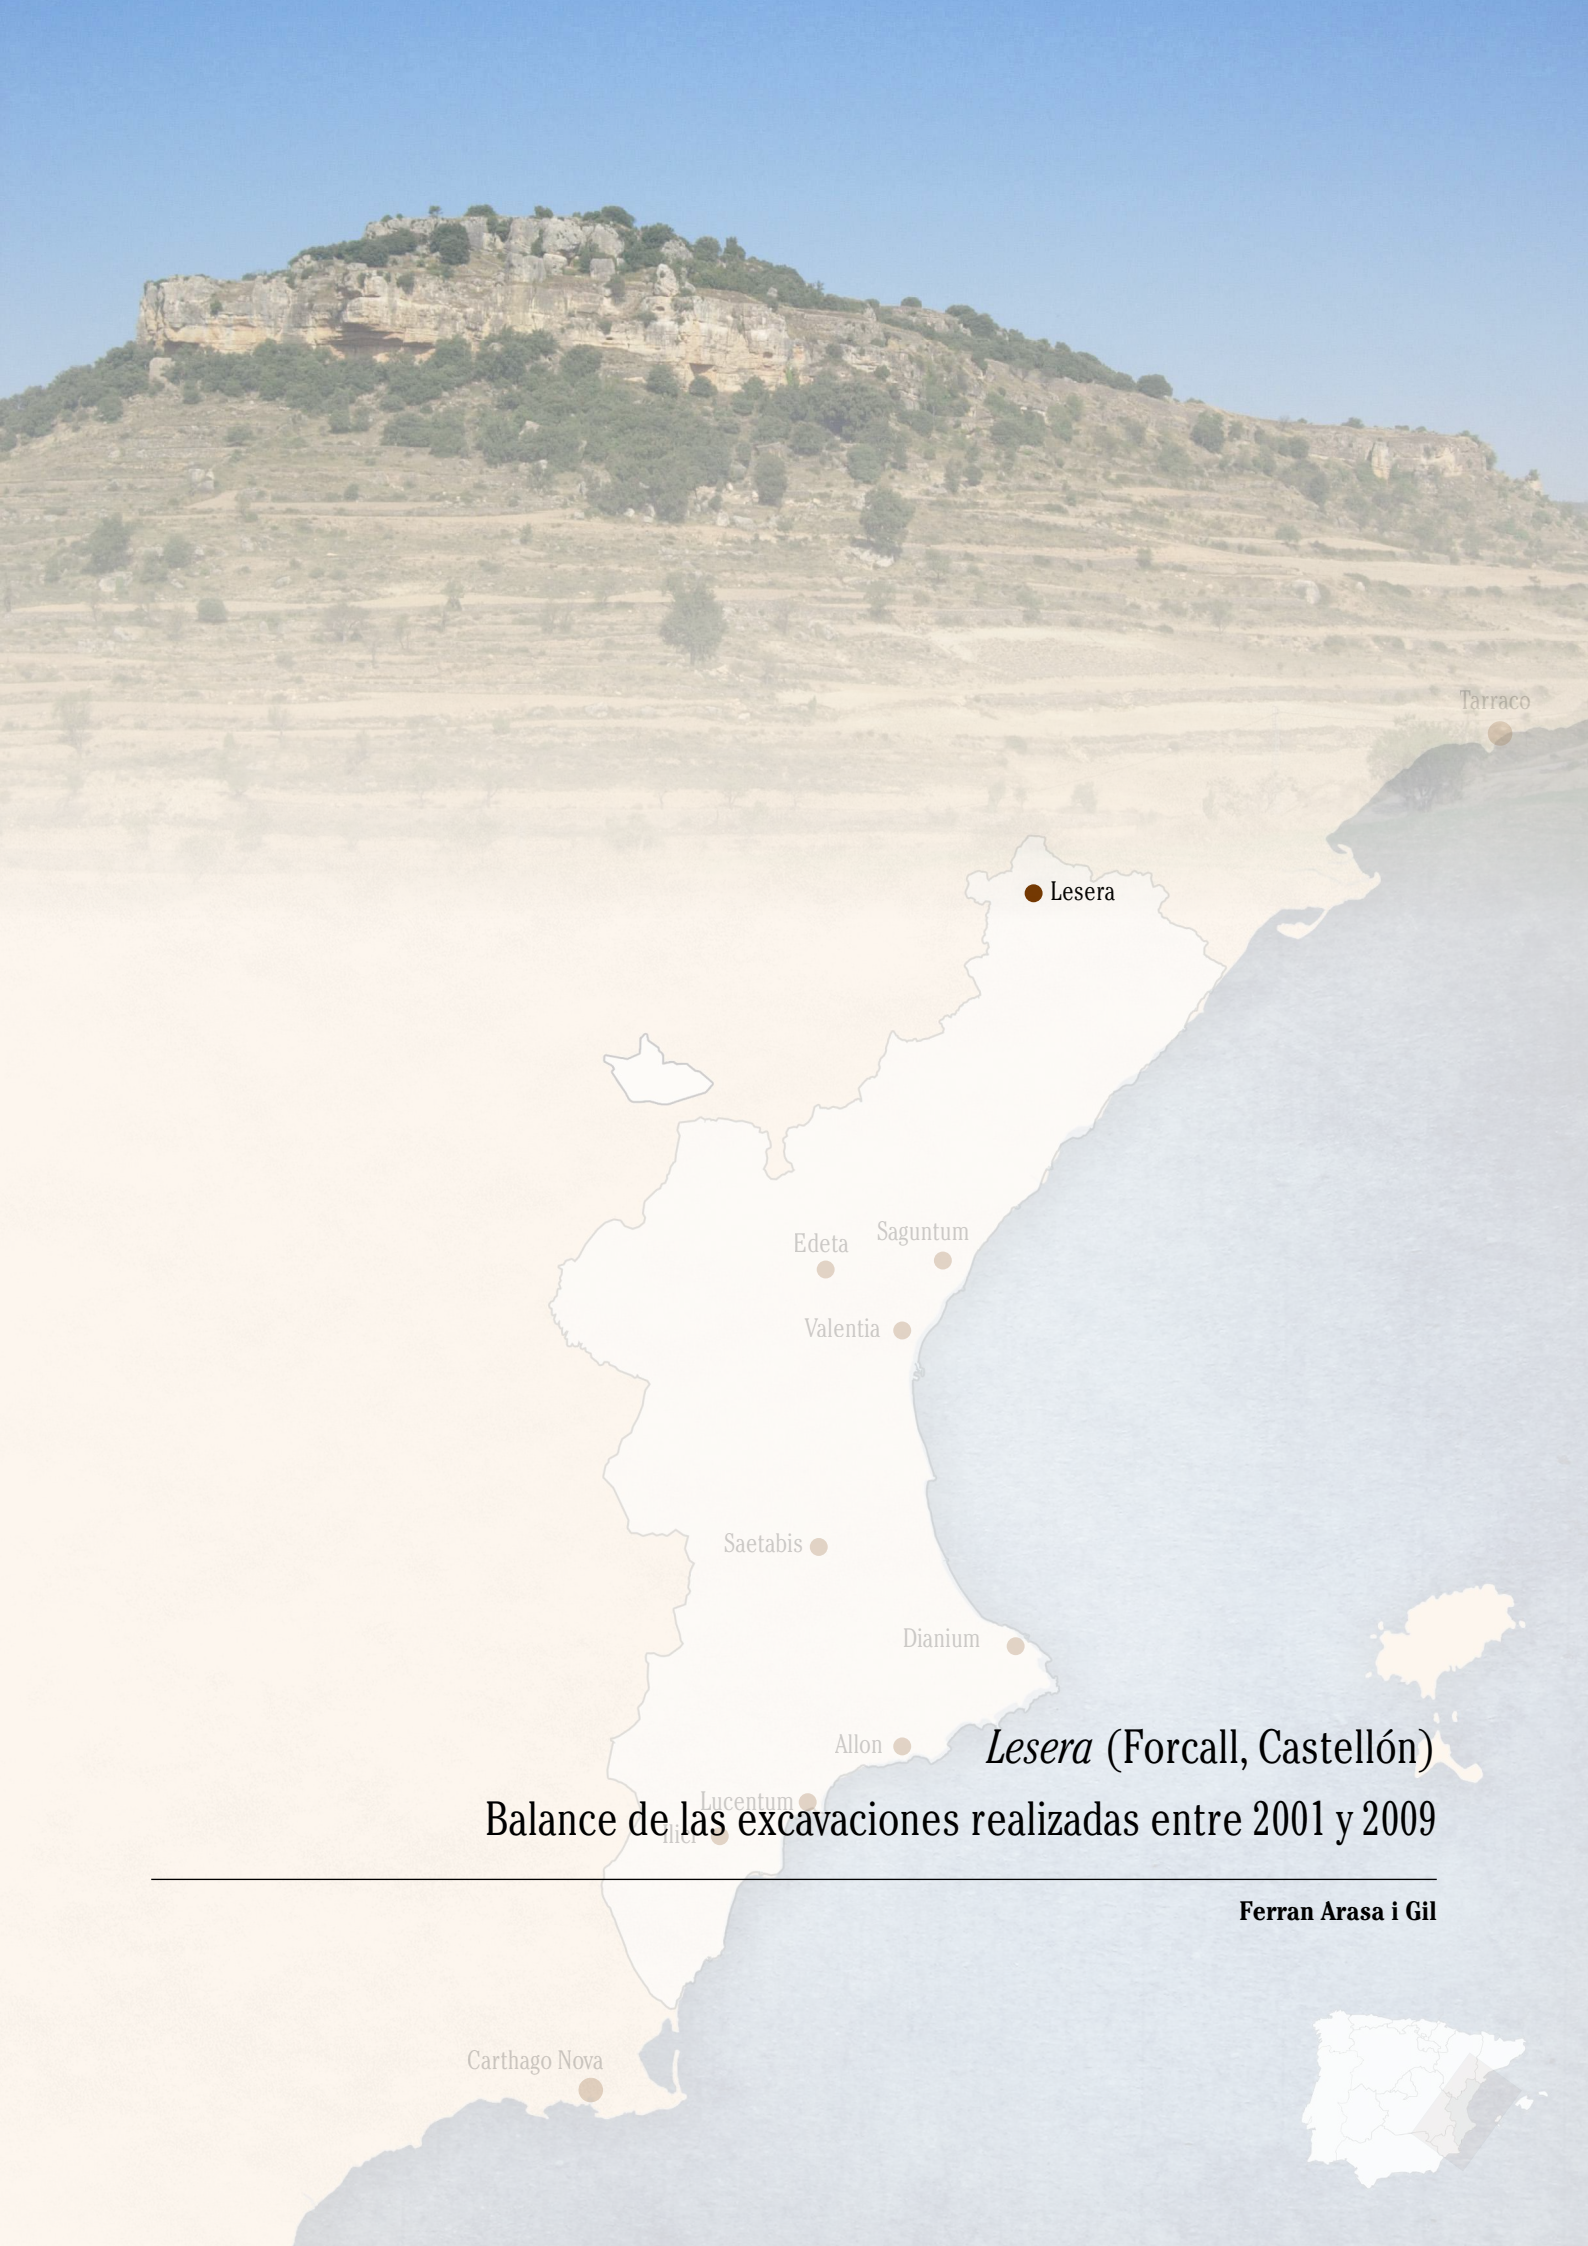 Tarraco
Lesera
Edeta
Saguntum
Valentia
Saetabis
Dianium
Lesera (Forcall, Castellón)
Allon
Lucentum
Balance de las excavaciones realizadas entre 2001 y 2009
Ilici
Ferran Arasa i Gil
Carthago Nova